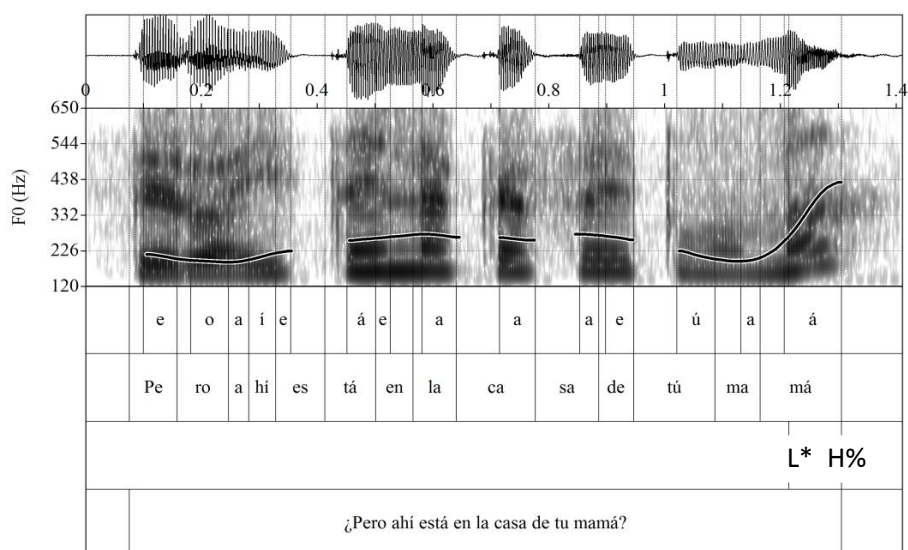 0 0.2 0.4 0.6 0.8 1 1.2 1.4
650
544
438
332
226
120
F0 (Hz)
e o a í e á e a a a e ú a á
Pe ro a hí es tá en la ca sa de tú ma má
L* H%
¿Pero ahí está en la casa de tu mamá?